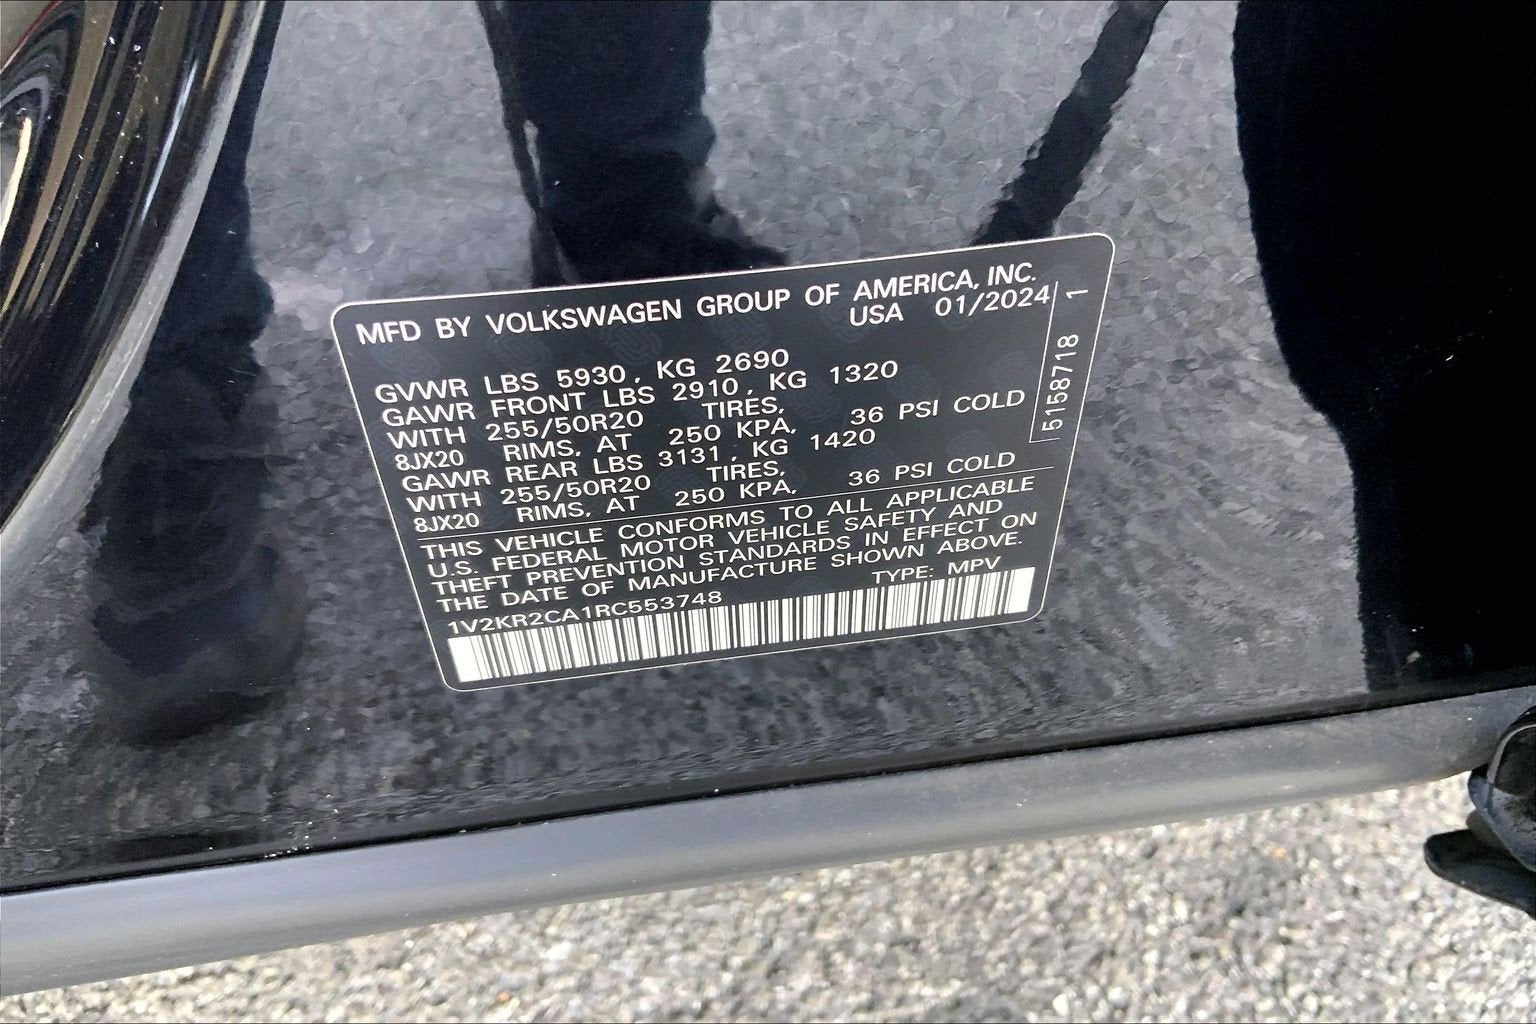 MFD BY VOLKSWAGEN GROUP OF AMERICA, INC.
USA 01/2024
GVWR LBS 5930, KG 2690
GAWR FRONT LBS 2910, KG 1320
WITH 255/50R20 TIRES,
8JX20 RIMS, AT 250 KPA, 36 PSI COLD
GAWR REAR LBS 3131, KG 1420
WITH 255/50R20 TIRES,
8JX20 RIMS, AT 250 KPA, 36 PSI COLD
THIS VEHICLE CONFORMS TO ALL APPLICABLE
U.S. FEDERAL MOTOR VEHICLE SAFETY AND
THEFT PREVENTION STANDARDS IN EFFECT ON
THE DATE OF MANUFACTURE SHOWN ABOVE.
1V2KR2CA1RC553748 TYPE: MPV
5158718 1